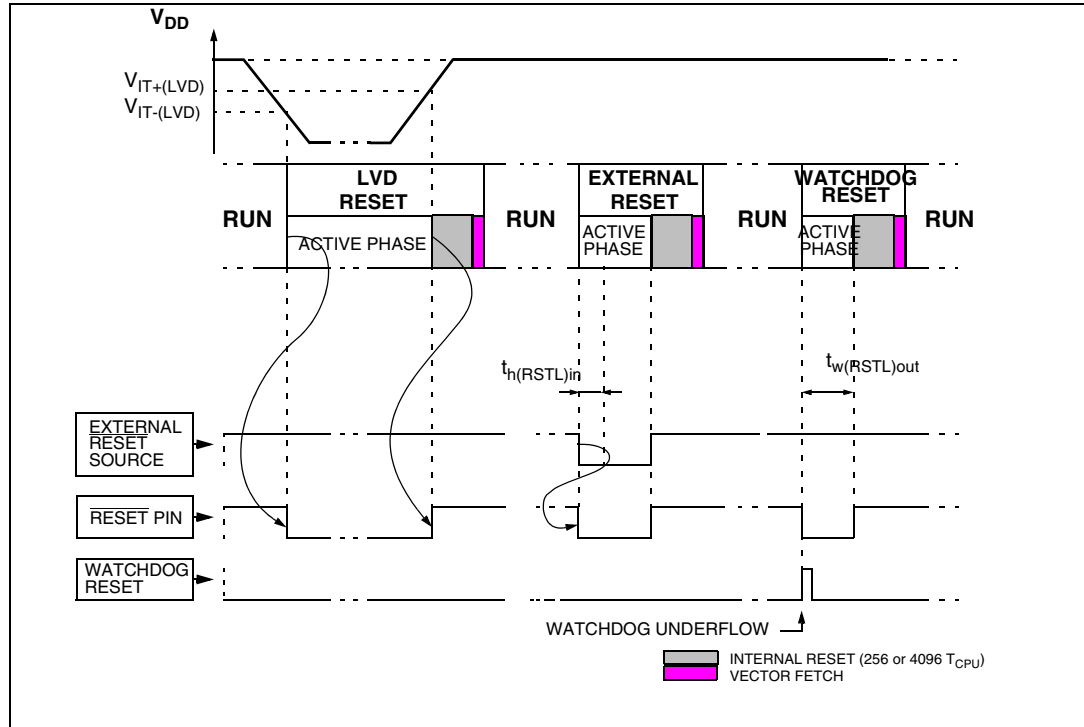 VDD
VIT+(LVD)
VIT-(LVD)
LVD
RESET
EXTERNAL
RESET
WATCHDOG
RESET
RUN
RUN
RUN
RUN
ACTIVE PHASE
ACTIVE
PHASE
ACTIVE
PHASE
th(RSTL)in
tw(RSTL)out
EXTERNAL
RESET
SOURCE
RESET PIN
WATCHDOG
RESET
WATCHDOG UNDERFLOW
INTERNAL RESET (256 or 4096 TCPU)
VECTOR FETCH